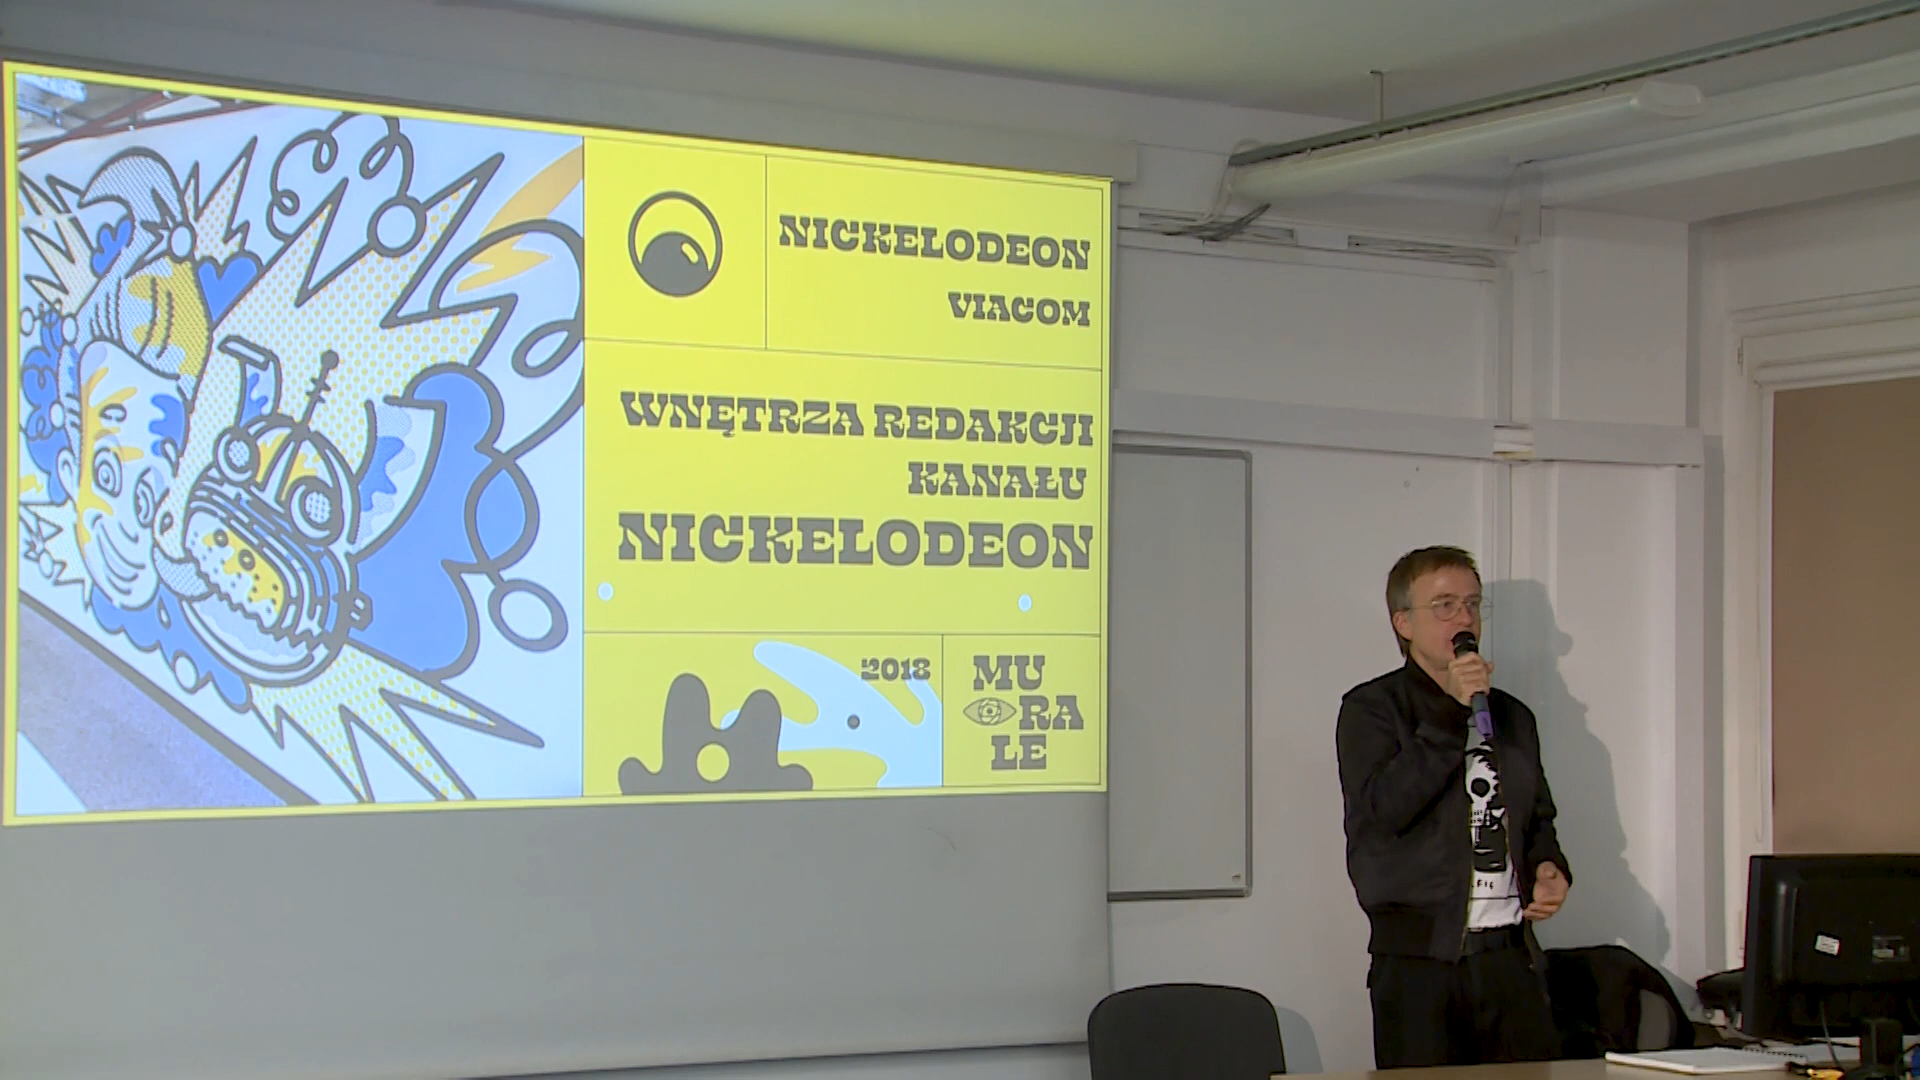 NICKELODEON
VIACOM
WNĘTRZA REDAKCJI
KANAŁU
NICKELODEON
2018
MU
RA
LE